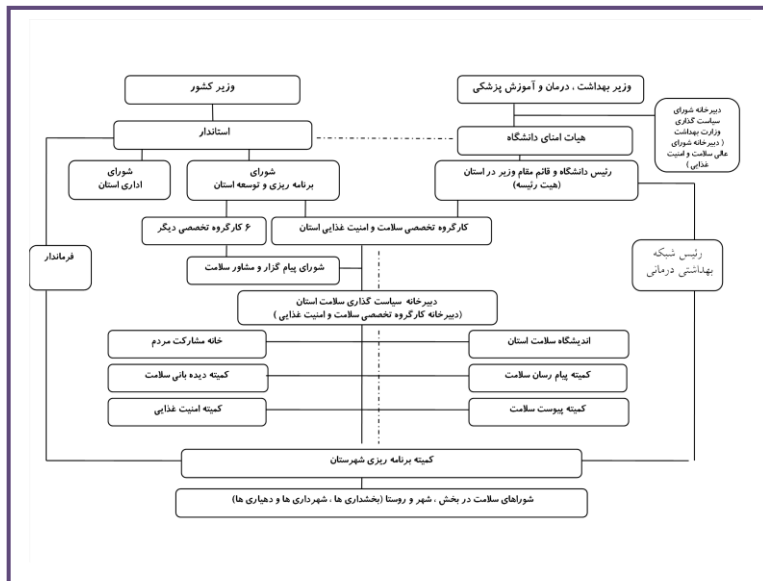 وزیر کشور
وزیر بهداشت ، درمان و آموزش پزشکی
دبیرخانه شورای
سیاست گذاری
وزارت بهداشت
( دبیرخانه شورای
عالی سلامت و امنیت
غذایی )
استاندار
هیات امنای دانشگاه
شورای
اداری استان
شورای
برنامه ریزی و توسعه استان
رئیس دانشگاه و قائم مقام وزیر در استان
(هیت رئیسه)
۶ کارگروه تخصصی دیگر
کارگروه تخصصی سلامت و امنیت غذایی استان
فرماندار
رئیس شبکه
بهداشتی درمانی
شورای پیام گزار و مشاور سلامت
دبیرخانه سیاست گذاری سلامت استان
(دبیرخانه کارگروه تخصصی سلامت و امنیت غذایی )
خانه مشارکت مردم
اندیشگاه سلامت استان
کمیته دیده بانی سلامت
کمیته پیام رسان سلامت
کمیته امنیت غذایی
کمیته پیوست سلامت
کمیته برنامه ریزی شهرستان
شوراهای سلامت در بخش ، شهر و روستا (بخشداری ها ، شهرداری ها و دهیاری ها)